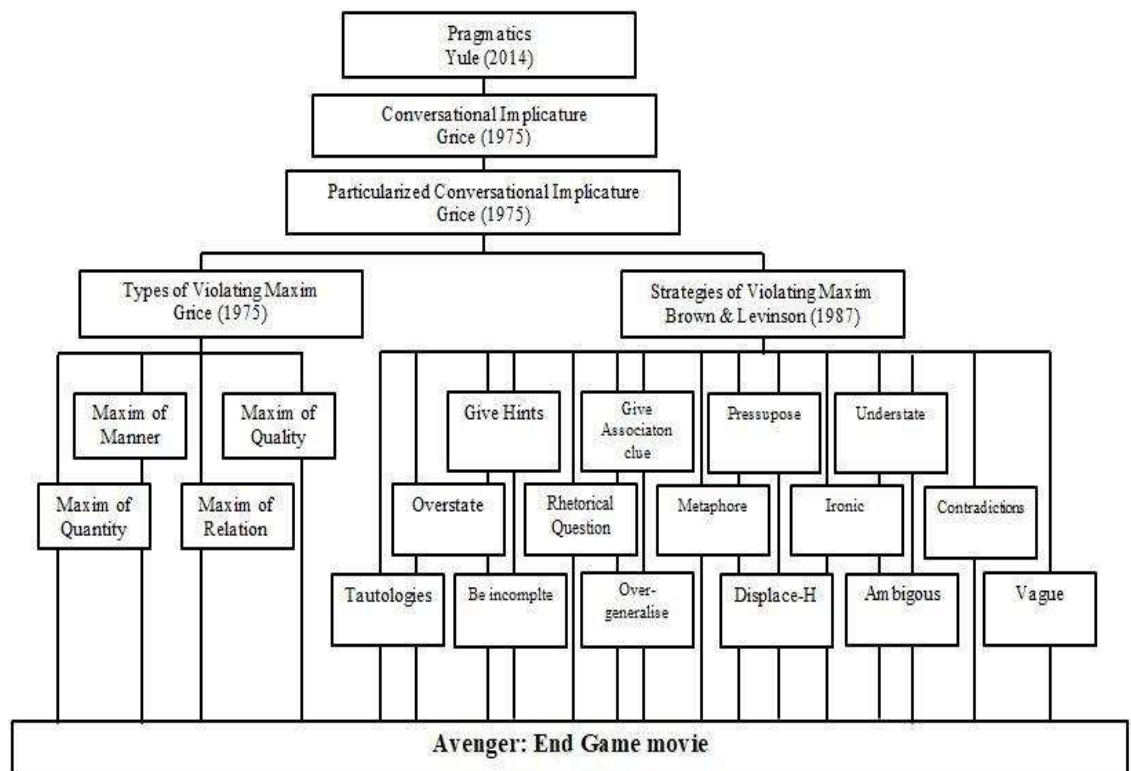 Pragmatics
Yule (2014)
Conversational Implicature
Grice (1975)
Particularized Conversational Implicature
Grice (1975)
Types of Violating Maxim
Grice (1975)
Strategies of Violating Maxim
Brown & Levinson (1987)
Maxim of
Manner
Maxim of
Quality
Maxim of
Quantity
Maxim of
Relation
Give Hints
Give
Associaton
clue
Pressupose
Understate
Overstate
Rhetorical
Question
Metaphore
Ironic
Contradictions
Tautologies
Be incomplte
Over-
generalise
Displace-H
Ambigous
Vague
Avenger: End Game movie